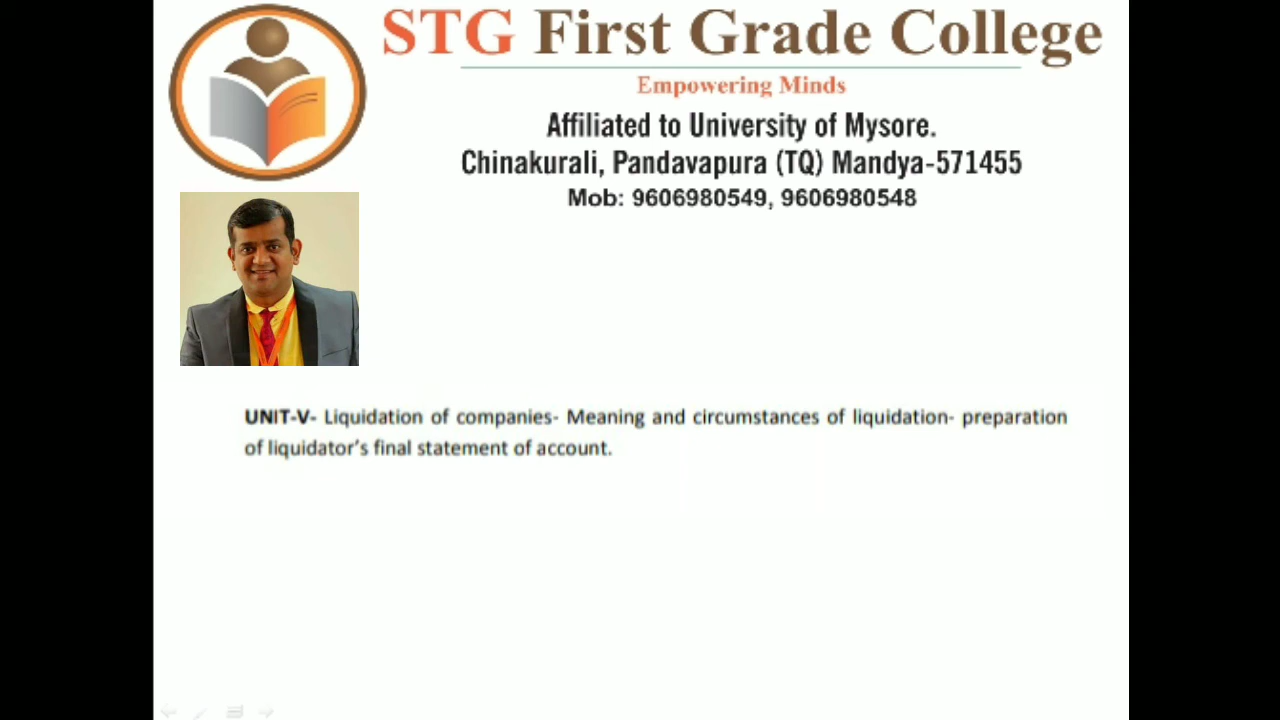 STG First Grade College
Empowering Minds
Affiliated to University of Mysore.
Chinakurali, Pandavapura (TQ) Mandya-571455
Mob: 9606980549, 9606980548
UNIT-V- Liquidation of companies- Meaning and circumstances of liquidation- preparation
of liquidator's final statement of account.